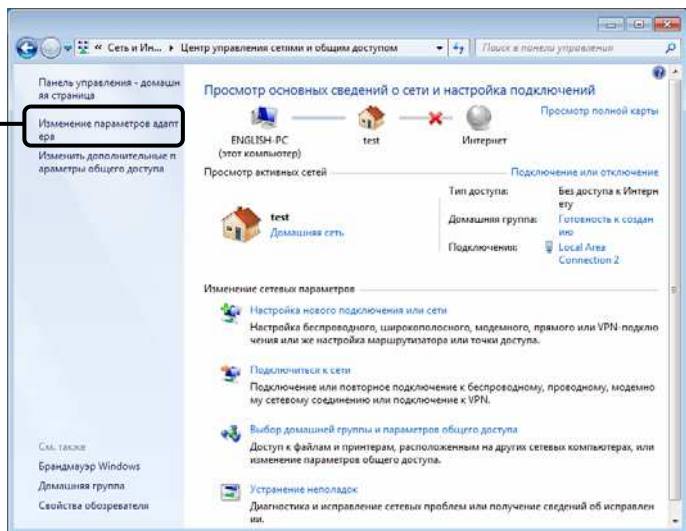 « Сеть и Ин... ▸ Центр управления сетями и общим доступом
Поиск в панели управления
Панель управления - домашн
яя страница
Изменение параметров адапт
ера
Изменить дополнительные п
араметры общего доступа
Просмотр основных сведений о сети и настройка подключений
Просмотр полной карты
ENGLISH-PC
(этот компьютер)
test
Интернет
Просмотр активных сетей
Подключение или отключение
test
Домашняя сеть
Тип доступа: Без доступа к Интерн
ету
Домашняя группа: Готовность к создан
ию
Подключения: Local Area
Connection 2
Изменение сетевых параметров
Настройка нового подключения или сети
Настройка беспроводного, широкополосного, модемного, прямого или VPN-подклю
чения или же настройка маршрутизатора или точки доступа.
Подключиться к сети
Подключение или повторное подключение к беспроводному, проводному, модемно
му сетевому соединению или подключение к VPN.
Выбор домашней группы и параметров общего доступа
Доступ к файлам и принтерам, расположенным на других сетевых компьютерах, или
изменение параметров общего доступа.
Устранение неполадок
Диагностика и исправление сетевых проблем или получение сведений об исправлен
ии.
См. также
Брандмауэр Windows
Домашняя группа
Свойства обозревателя